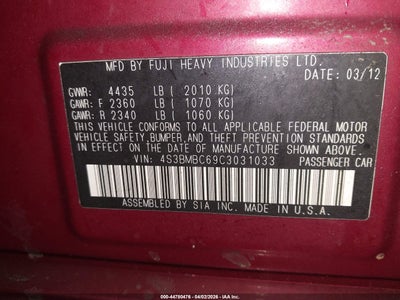 MFD BY FUJI HEAVY INDUSTRIES LTD.
DATE: 03/12
GVWR: 4435 LB ( 2010 KG)
GAWR: F 2360 LB ( 1070 KG)
GAWR: R 2340 LB ( 1060 KG)
THIS VEHICLE CONFORMS TO ALL APPLICABLE FEDERAL MOTOR
VEHICLE SAFETY, BUMPER, AND THEFT PREVENTION STANDARDS
IN EFFECT ON THE DATE OF MANUFACTURE SHOWN ABOVE.
VIN: 4S3BMBC69C3031033 PASSENGER CAR
ASSEMBLED BY SIA INC. MADE IN U.S.A.
000-44780476 - 04/02/2026 - IAA Inc.